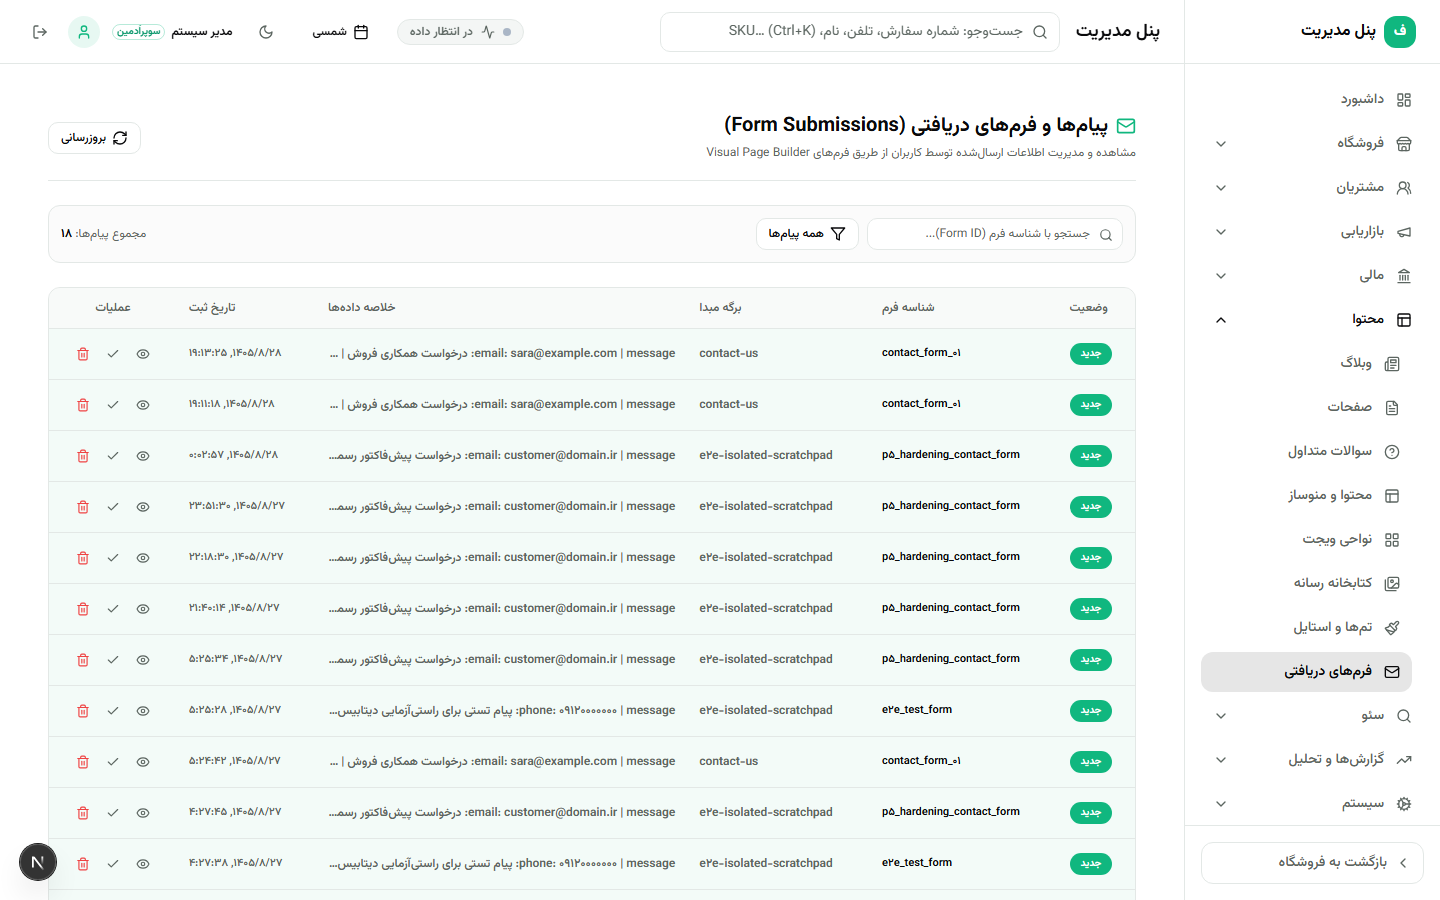 ف پنل مدیریت
پنل مدیریت
جست‌وجو: شماره سفارش، تلفن، نام، SKU... (Ctrl+K)
در انتظار داده
شمسی
مدیر سیستم سوپرادمین
داشبورد
فروشگاه
مشتریان
بازاریابی
مالی
محتوا
وبلاگ
صفحات
سوالات متداول
محتوا و منوساز
نواحی ویجت
کتابخانه رسانه
تم‌ها و استایل
فرم‌های دریافتی
سئو
گزارش‌ها و تحلیل
سیستم
بازگشت به فروشگاه
پیام‌ها و فرم‌های دریافتی (Form Submissions)
مشاهده و مدیریت اطلاعات ارسال‌شده توسط کاربران از طریق فرم‌های Visual Page Builder
بروزرسانی
جستجو با شناسه فرم (Form ID)...
همه پیام‌ها
مجموع پیام‌ها: ۱۸
وضعیت شناسه فرم برگه مبدا خلاصه داده‌ها تاریخ ثبت عملیات
جدید contact_form_۰۱ contact-us email: sara@example.com | message: درخواست همکاری فروش | ... ۱۴۰۵/۸/۲۸, ۱۹:۱۳:۲۵
جدید contact_form_۰۱ contact-us email: sara@example.com | message: درخواست همکاری فروش | ... ۱۴۰۵/۸/۲۸, ۱۹:۱۱:۱۸
جدید p۵_hardening_contact_form e۲e-isolated-scratchpad email: customer@domain.ir | message: درخواست پیش‌فاکتور رسم... ۱۴۰۵/۸/۲۸, ۰:۰۲:۵۷
جدید p۵_hardening_contact_form e۲e-isolated-scratchpad email: customer@domain.ir | message: درخواست پیش‌فاکتور رسم... ۱۴۰۵/۸/۲۷, ۲۳:۵۱:۳۰
جدید p۵_hardening_contact_form e۲e-isolated-scratchpad email: customer@domain.ir | message: درخواست پیش‌فاکتور رسم... ۱۴۰۵/۸/۲۷, ۲۲:۱۸:۳۰
جدید p۵_hardening_contact_form e۲e-isolated-scratchpad email: customer@domain.ir | message: درخواست پیش‌فاکتور رسم... ۱۴۰۵/۸/۲۷, ۲۱:۴۰:۱۴
جدید p۵_hardening_contact_form e۲e-isolated-scratchpad email: customer@domain.ir | message: درخواست پیش‌فاکتور رسم... ۱۴۰۵/۸/۲۷, ۵:۲۵:۳۴
جدید e۲e_test_form e۲e-isolated-scratchpad phone: ۰۹۱۲۰۰۰۰۰۰۰ | message: پیام تستی برای راستی‌آزمایی دیتابیس... ۱۴۰۵/۸/۲۷, ۵:۲۵:۲۸
جدید contact_form_۰۱ contact-us email: sara@example.com | message: درخواست همکاری فروش | ... ۱۴۰۵/۸/۲۷, ۵:۲۴:۴۲
جدید p۵_hardening_contact_form e۲e-isolated-scratchpad email: customer@domain.ir | message: درخواست پیش‌فاکتور رسم... ۱۴۰۵/۸/۲۷, ۴:۲۷:۴۵
جدید e۲e_test_form e۲e-isolated-scratchpad phone: ۰۹۱۲۰۰۰۰۰۰۰ | message: پیام تستی برای راستی‌آزمایی دیتابیس... ۱۴۰۵/۸/۲۷, ۴:۲۷:۳۸
N